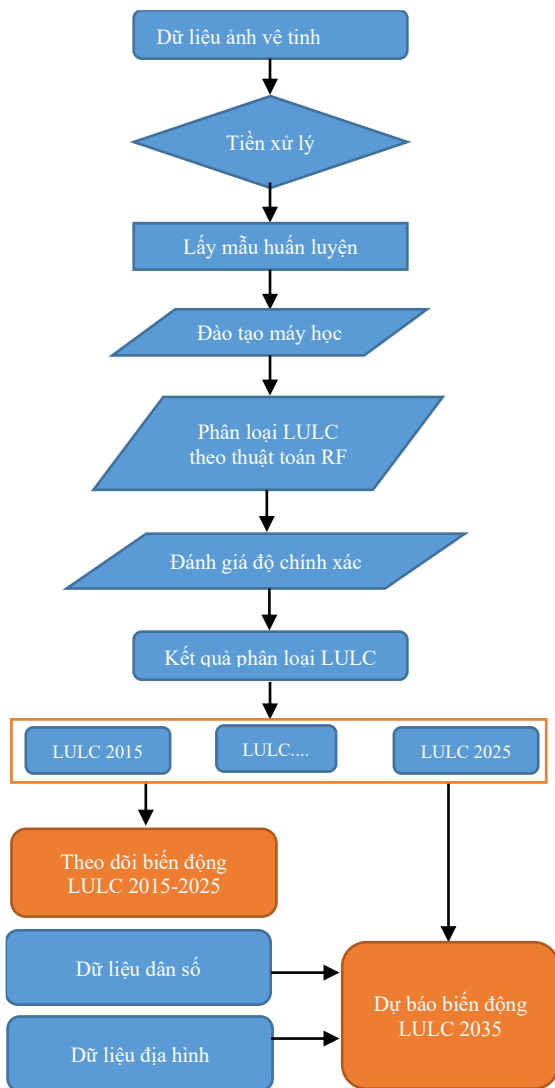 Dữ liệu ảnh vệ tinh
Tiền xử lý
Lấy mẫu huấn luyện
Đào tạo máy học
Phân loại LULC
theo thuật toán RF
Đánh giá độ chính xác
Kết quả phân loại LULC
LULC 2015
LULC....
LULC 2025
Theo dõi biến động
LULC 2015-2025
Dữ liệu dân số
Dữ liệu địa hình
Dự báo biến động
LULC 2035